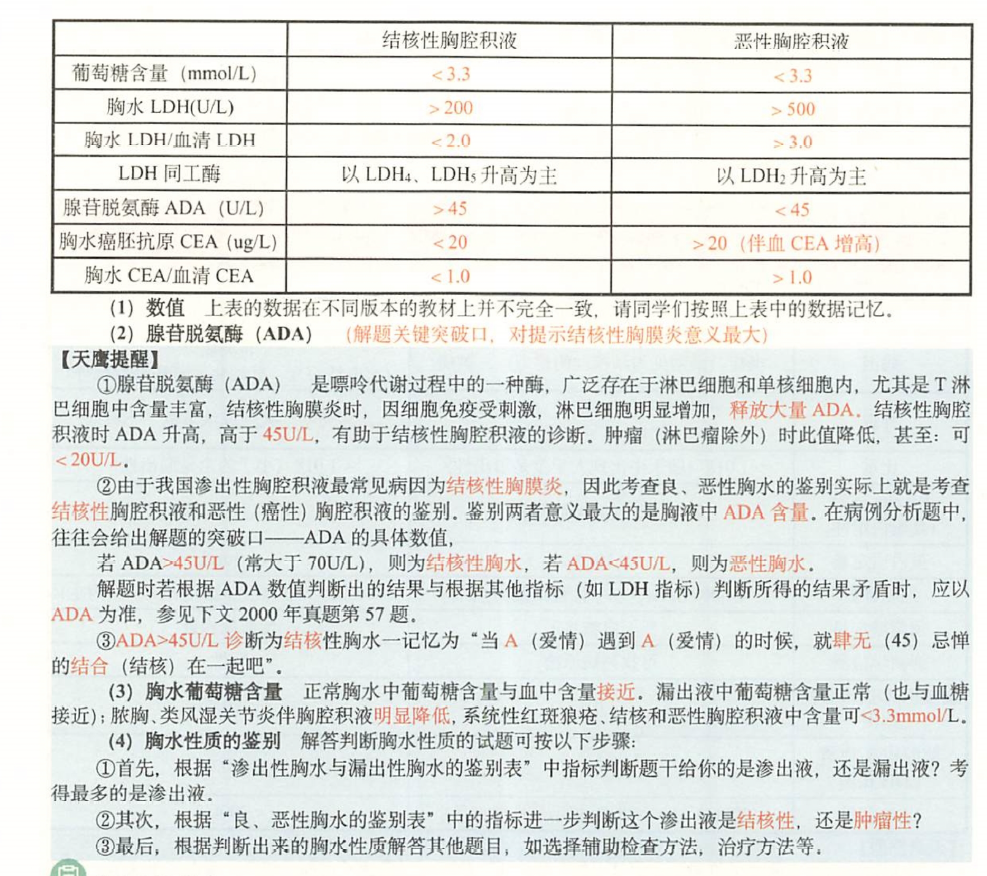 结核性胸腔积液 恶性胸腔积液
葡萄糖含量（mmol/L） <3.3 <3.3
胸水 LDH(U/L) >200 >500
胸水 LDH/血清 LDH <2.0 >3.0
LDH 同工酶 以 LDH₄、LDH₅ 升高为主 以 LDH₂ 升高为主
腺苷脱氨酶 ADA（U/L） >45 <45
胸水癌胚抗原 CEA（ug/L） <20 >20（伴血 CEA 增高）
胸水 CEA/血清 CEA <1.0 >1.0
（1）数值 上表的数据在不同版本的教材上并不完全一致，请同学们按照上表中的数据记忆。
（2）腺苷脱氨酶（ADA）（解题关键突破口，对提示结核性胸膜炎意义最大）
【天鹰提醒】
①腺苷脱氨酶（ADA） 是嘌呤代谢过程中的一种酶，广泛存在于淋巴细胞和单核细胞内，尤其是 T 淋
巴细胞中含量丰富，结核性胸膜炎时，因细胞免疫受刺激，淋巴细胞明显增加，释放大量 ADA。结核性胸腔
积液时 ADA 升高，高于 45U/L，有助于结核性胸腔积液的诊断。肿瘤（淋巴瘤除外）时此值降低，甚至：可
<20U/L。
②由于我国渗出性胸腔积液最常见病因为结核性胸膜炎，因此考查良、恶性胸水的鉴别实际上就是考查
结核性胸腔积液和恶性（癌性）胸腔积液的鉴别。鉴别两者意义最大的是胸液中 ADA 含量。在病例分析题中，
往往会给出解题的突破口——ADA 的具体数值，
若 ADA>45U/L（常大于 70U/L），则为结核性胸水，若 ADA<45U/L，则为恶性胸水。
解题时若根据 ADA 数值判断出的结果与根据其他指标（如 LDH 指标）判断所得的结果矛盾时，应以
ADA 为准，参见下文 2000 年真题第 57 题。
③ADA>45U/L 诊断为结核性胸水—记忆为“当 A（爱情）遇到 A（爱情）的时候，就肆无（45）忌惮
的结合（结核）在一起吧”。
（3）胸水葡萄糖含量 正常胸水中葡萄糖含量与血中含量接近。漏出液中葡萄糖含量正常（也与血糖
接近）；脓胸、类风湿关节炎伴胸腔积液明显降低，系统性红斑狼疮、结核和恶性胸腔积液中含量可<3.3mmol/L。
（4）胸水性质的鉴别 解答判断胸水性质的试题可按以下步骤：
①首先，根据“渗出性胸水与漏出性胸水的鉴别表”中指标判断题干给你的是渗出液，还是漏出液？考
得最多的是渗出液。
②其次，根据“良、恶性胸水的鉴别表”中的指标进一步判断这个渗出液是结核性，还是肿瘤性？
③最后，根据判断出来的胸水性质解答其他题目，如选择辅助检查方法，治疗方法等。